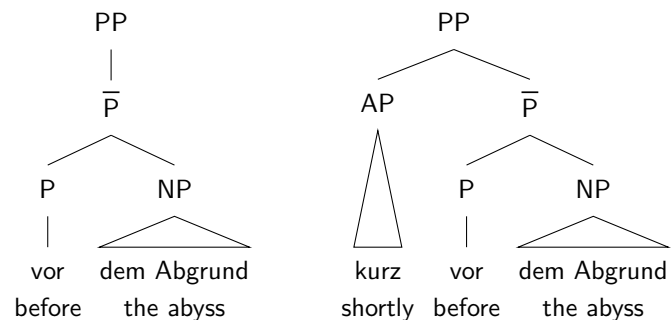 PP PP
P̅ AP P̅
P NP P NP
vor dem Abgrund kurz vor dem Abgrund
before the abyss shortly before the abyss